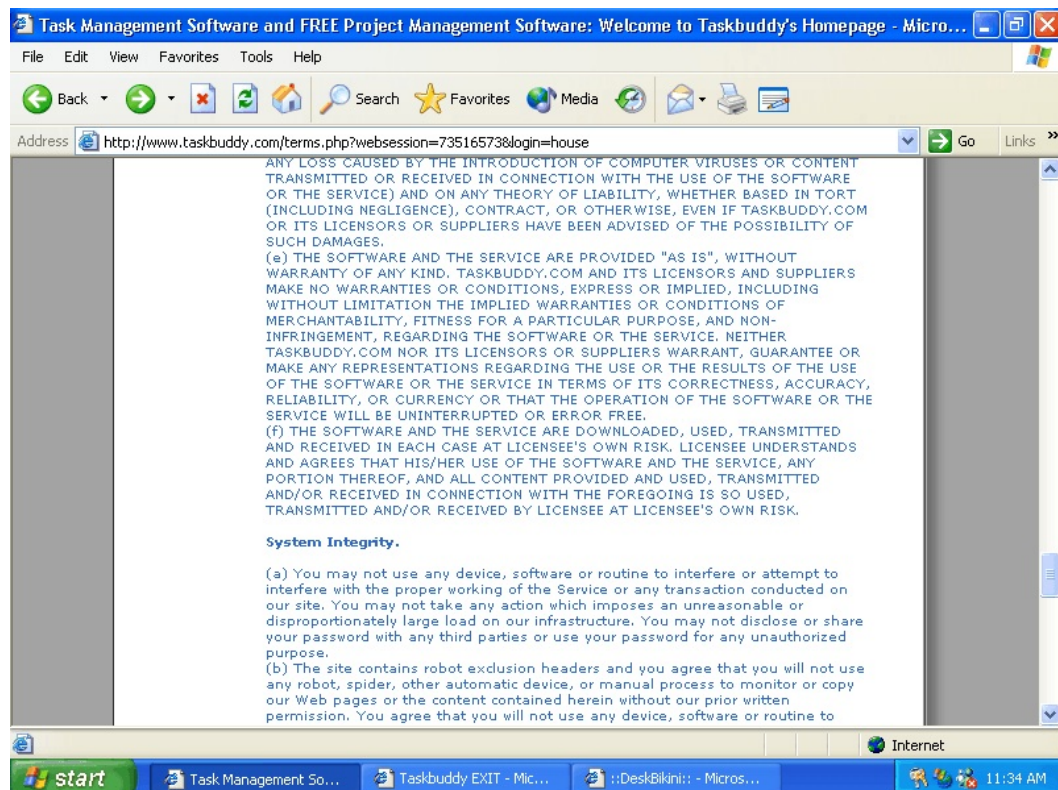 Task Management Software and FREE Project Management Software: Welcome to Taskbuddy's Homepage - Micro...
File Edit View Favorites Tools Help
Back Search Favorites Media
Address http://www.taskbuddy.com/terms.php?websession=73516573&login=house Go Links »
ANY LOSS CAUSED BY THE INTRODUCTION OF COMPUTER VIRUSES OR CONTENT
TRANSMITTED OR RECEIVED IN CONNECTION WITH THE USE OF THE SOFTWARE
OR THE SERVICE) AND ON ANY THEORY OF LIABILITY, WHETHER BASED IN TORT
(INCLUDING NEGLIGENCE), CONTRACT, OR OTHERWISE, EVEN IF TASKBUDDY.COM
OR ITS LICENSORS OR SUPPLIERS HAVE BEEN ADVISED OF THE POSSIBILITY OF
SUCH DAMAGES.
(e) THE SOFTWARE AND THE SERVICE ARE PROVIDED "AS IS", WITHOUT
WARRANTY OF ANY KIND. TASKBUDDY.COM AND ITS LICENSORS AND SUPPLIERS
MAKE NO WARRANTIES OR CONDITIONS, EXPRESS OR IMPLIED, INCLUDING
WITHOUT LIMITATION THE IMPLIED WARRANTIES OR CONDITIONS OF
MERCHANTABILITY, FITNESS FOR A PARTICULAR PURPOSE, AND NON-
INFRINGEMENT, REGARDING THE SOFTWARE OR THE SERVICE. NEITHER
TASKBUDDY.COM NOR ITS LICENSORS OR SUPPLIERS WARRANT, GUARANTEE OR
MAKE ANY REPRESENTATIONS REGARDING THE USE OR THE RESULTS OF THE USE
OF THE SOFTWARE OR THE SERVICE IN TERMS OF ITS CORRECTNESS, ACCURACY,
RELIABILITY, OR CURRENCY OR THAT THE OPERATION OF THE SOFTWARE OR THE
SERVICE WILL BE UNINTERRUPTED OR ERROR FREE.
(f) THE SOFTWARE AND THE SERVICE ARE DOWNLOADED, USED, TRANSMITTED
AND RECEIVED IN EACH CASE AT LICENSEE'S OWN RISK. LICENSEE UNDERSTANDS
AND AGREES THAT HIS/HER USE OF THE SOFTWARE AND THE SERVICE, ANY
PORTION THEREOF, AND ALL CONTENT PROVIDED AND USED, TRANSMITTED
AND/OR RECEIVED IN CONNECTION WITH THE FOREGOING IS SO USED,
TRANSMITTED AND/OR RECEIVED BY LICENSEE AT LICENSEE'S OWN RISK.
System Integrity.
(a) You may not use any device, software or routine to interfere or attempt to
interfere with the proper working of the Service or any transaction conducted on
our site. You may not take any action which imposes an unreasonable or
disproportionately large load on our infrastructure. You may not disclose or share
your password with any third parties or use your password for any unauthorized
purpose.
(b) The site contains robot exclusion headers and you agree that you will not use
any robot, spider, other automatic device, or manual process to monitor or copy
our Web pages or the content contained herein without our prior written
permission. You agree that you will not use any device, software or routine to
Internet
start Task Management So... Taskbuddy EXIT - Mic... ::DeskBikini:: - Micros... 11:34 AM